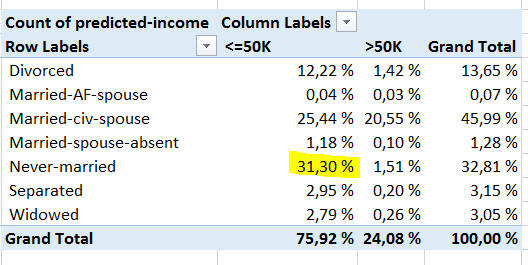 Count of predicted-income Column Labels
Row Labels <=50K >50K Grand Total
Divorced 12,22 % 1,42 % 13,65 %
Married-AF-spouse 0,04 % 0,03 % 0,07 %
Married-civ-spouse 25,44 % 20,55 % 45,99 %
Married-spouse-absent 1,18 % 0,10 % 1,28 %
Never-married 31,30 % 1,51 % 32,81 %
Separated 2,95 % 0,20 % 3,15 %
Widowed 2,79 % 0,26 % 3,05 %
Grand Total 75,92 % 24,08 % 100,00 %